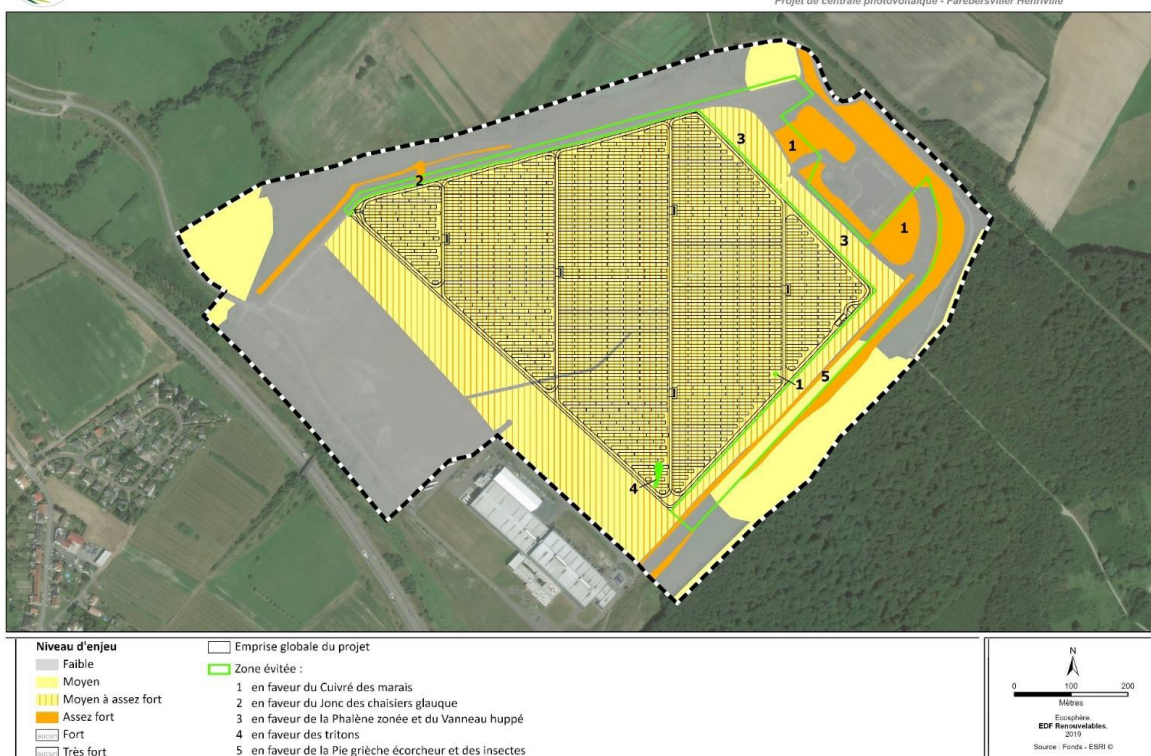 Projet de centrale photovoltaïque - Farébersviller Henriville
3
1
2
3
1
1
5
4
Niveau d'enjeu
Faible
Moyen
Moyen à assez fort
Assez fort
aucun Fort
aucun Très fort
Emprise globale du projet
Zone évitée :
1 en faveur du Cuivré des marais
2 en faveur du Jonc des chaisiers glauque
3 en faveur de la Phalène zonée et du Vanneau huppé
4 en faveur des tritons
5 en faveur de la Pie grièche écorcheur et des insectes
N
0 100 200
Mètres
Ecosphère,
EDF Renouvelables,
2019
Source : Fonds - ESRI ©